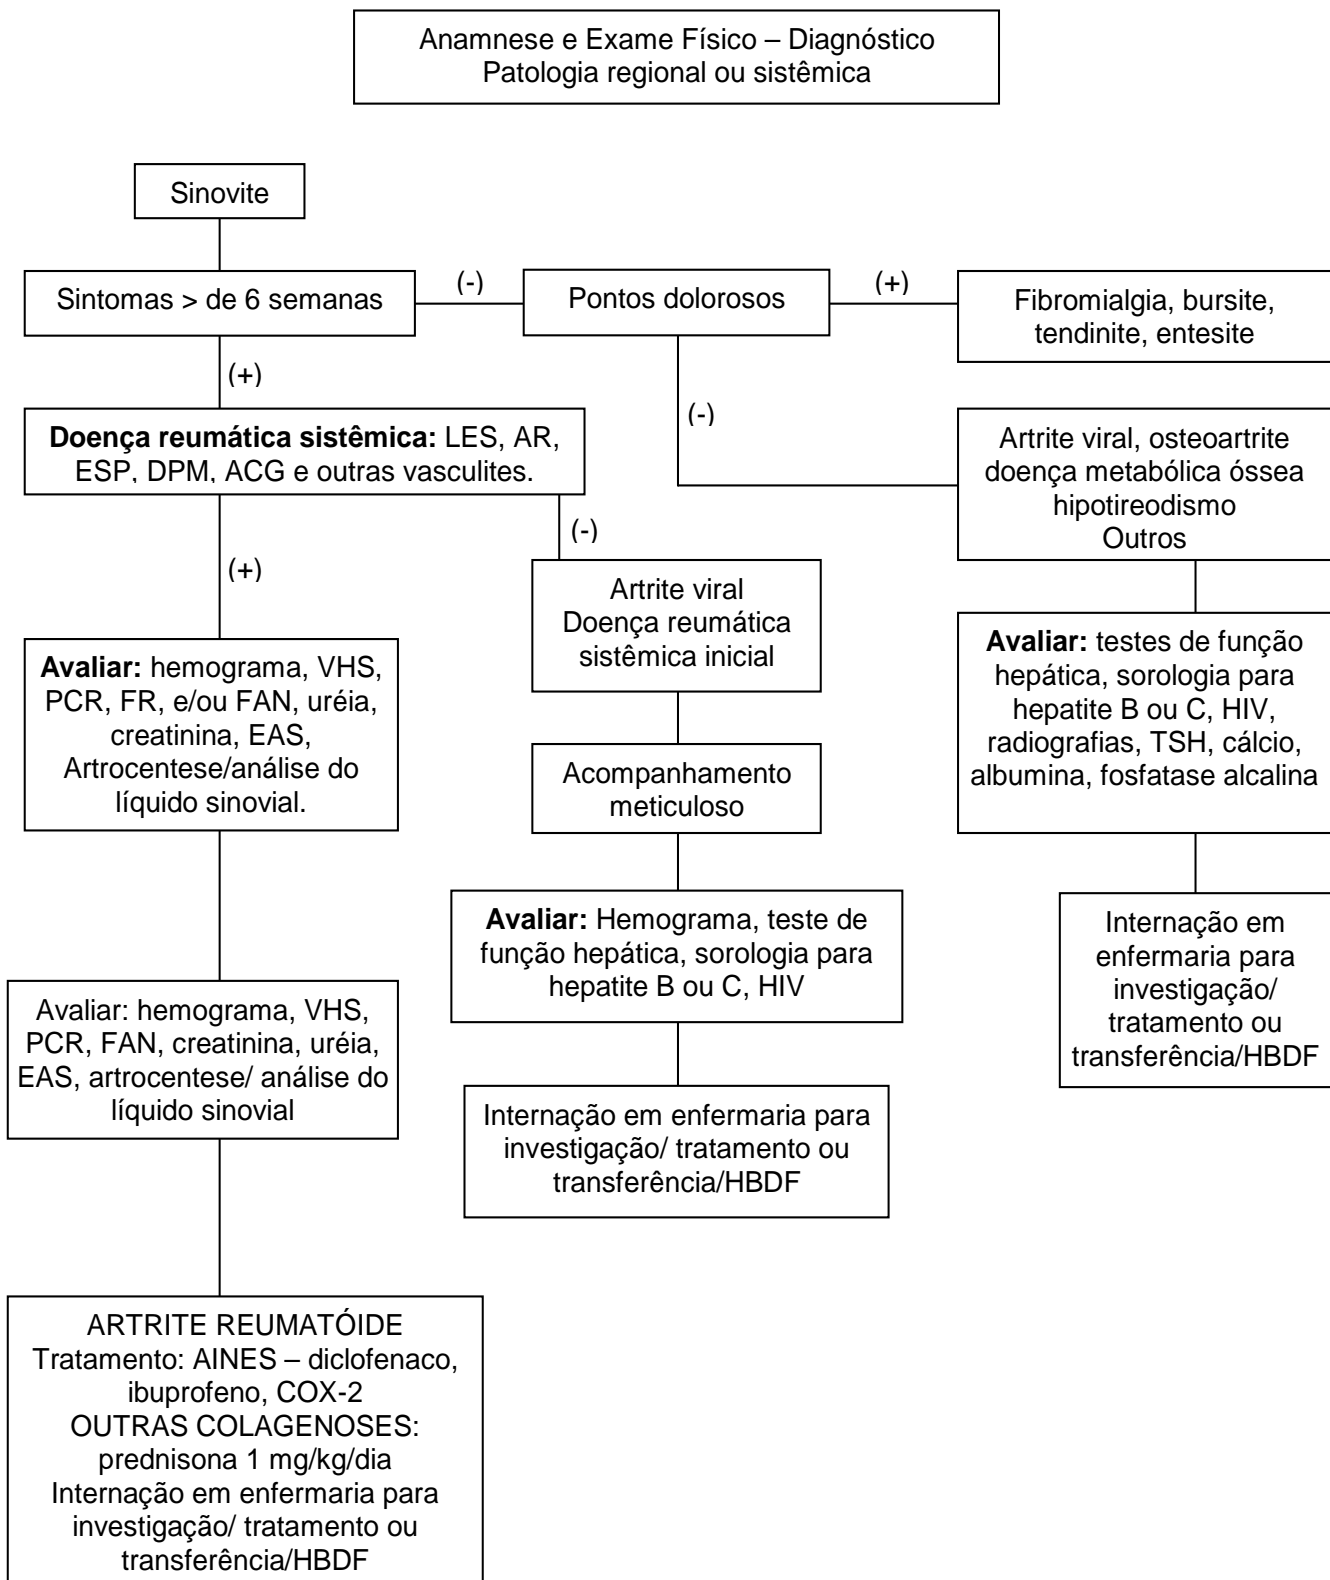 Anamnese e Exame Físico – Diagnóstico
Patologia regional ou sistêmica
Sinovite
Sintomas > de 6 semanas
(-)
Pontos dolorosos
(+)
Fibromialgia, bursite,
tendinite, entesite
(+)
(-)
Doença reumática sistêmica: LES, AR,
ESP, DPM, ACG e outras vasculites.
Artrite viral, osteoartrite
doença metabólica óssea
hipotireodismo
Outros
(-)
(+)
Artrite viral
Doença reumática
sistêmica inicial
Avaliar: hemograma, VHS,
PCR, FR, e/ou FAN, uréia,
creatinina, EAS,
Artrocentese/análise do
líquido sinovial.
Avaliar: testes de função
hepática, sorologia para
hepatite B ou C, HIV,
radiografias, TSH, cálcio,
albumina, fosfatase alcalina
Acompanhamento
meticuloso
Avaliar: Hemograma, teste de
função hepática, sorologia para
hepatite B ou C, HIV
Internação em
enfermaria para
investigação/
tratamento ou
transferência/HBDF
Avaliar: hemograma, VHS,
PCR, FAN, creatinina, uréia,
EAS, artrocentese/ análise do
líquido sinovial
Internação em enfermaria para
investigação/ tratamento ou
transferência/HBDF
ARTRITE REUMATÓIDE
Tratamento: AINES – diclofenaco,
ibuprofeno, COX-2
OUTRAS COLAGENOSES:
prednisona 1 mg/kg/dia
Internação em enfermaria para
investigação/ tratamento ou
transferência/HBDF